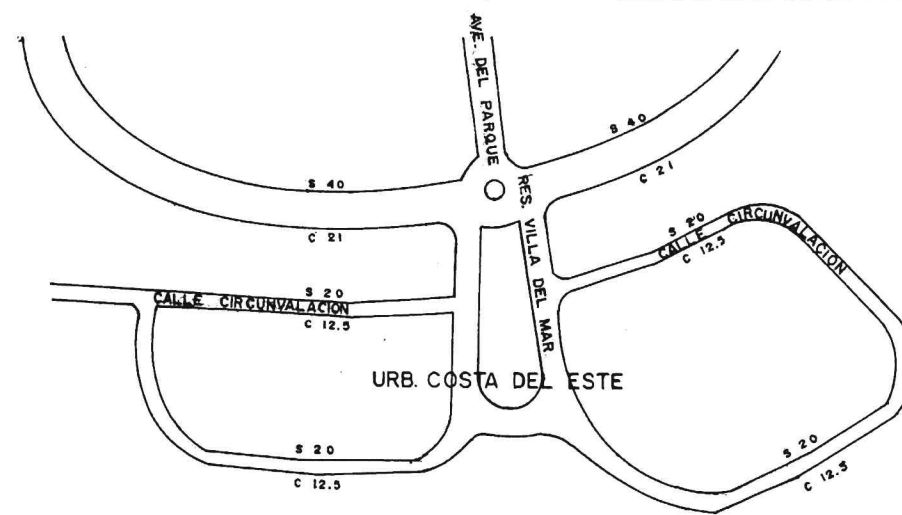 AVE. DEL PARQUE
S 40
C 21
S 40
C 21
RES. VILLA DEL MAR
S 20
CALLE CIRCUNVALACION
C 12.5
S 20
CALLE CIRCUNVALACION
C 12.5
URB. COSTA DEL ESTE
S 20
C 12.5
S 20
C 12.5